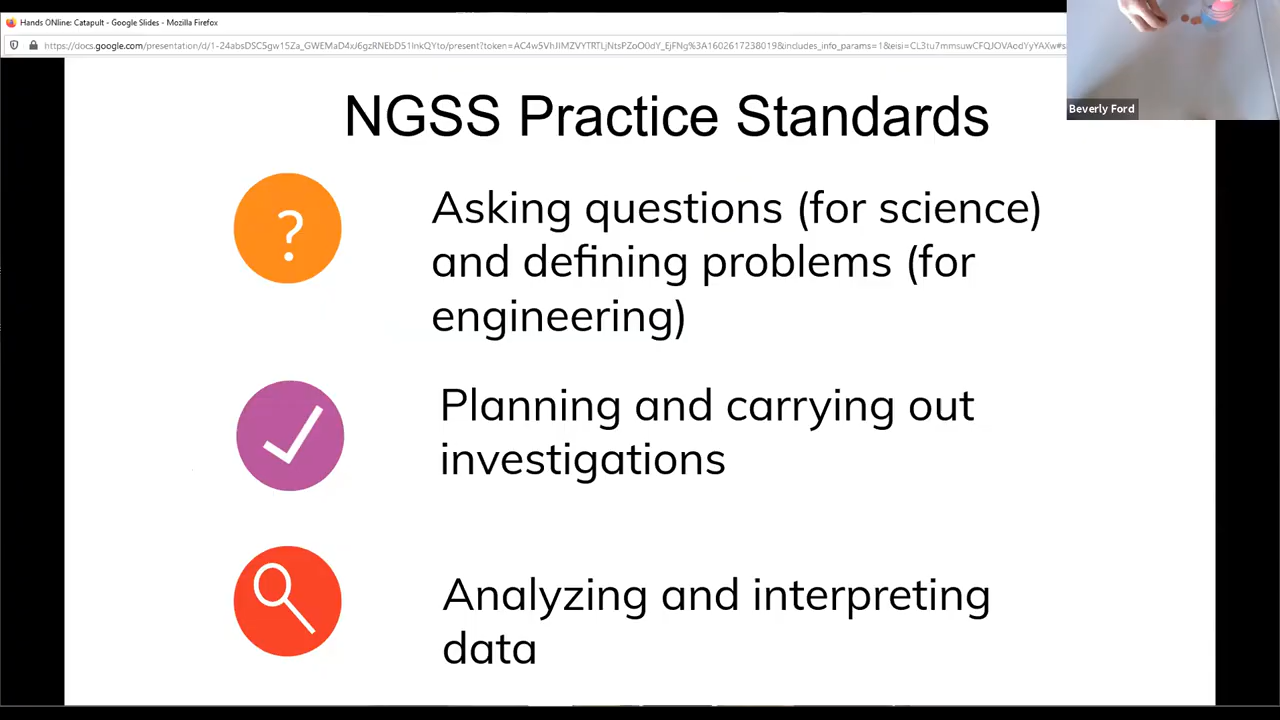 Hands ONline: Catapult - Google Slides - Mozilla Firefox
Beverly Ford
NGSS Practice Standards
?
Asking questions (for science)
and defining problems (for
engineering)
Planning and carrying out
investigations
Analyzing and interpreting
data